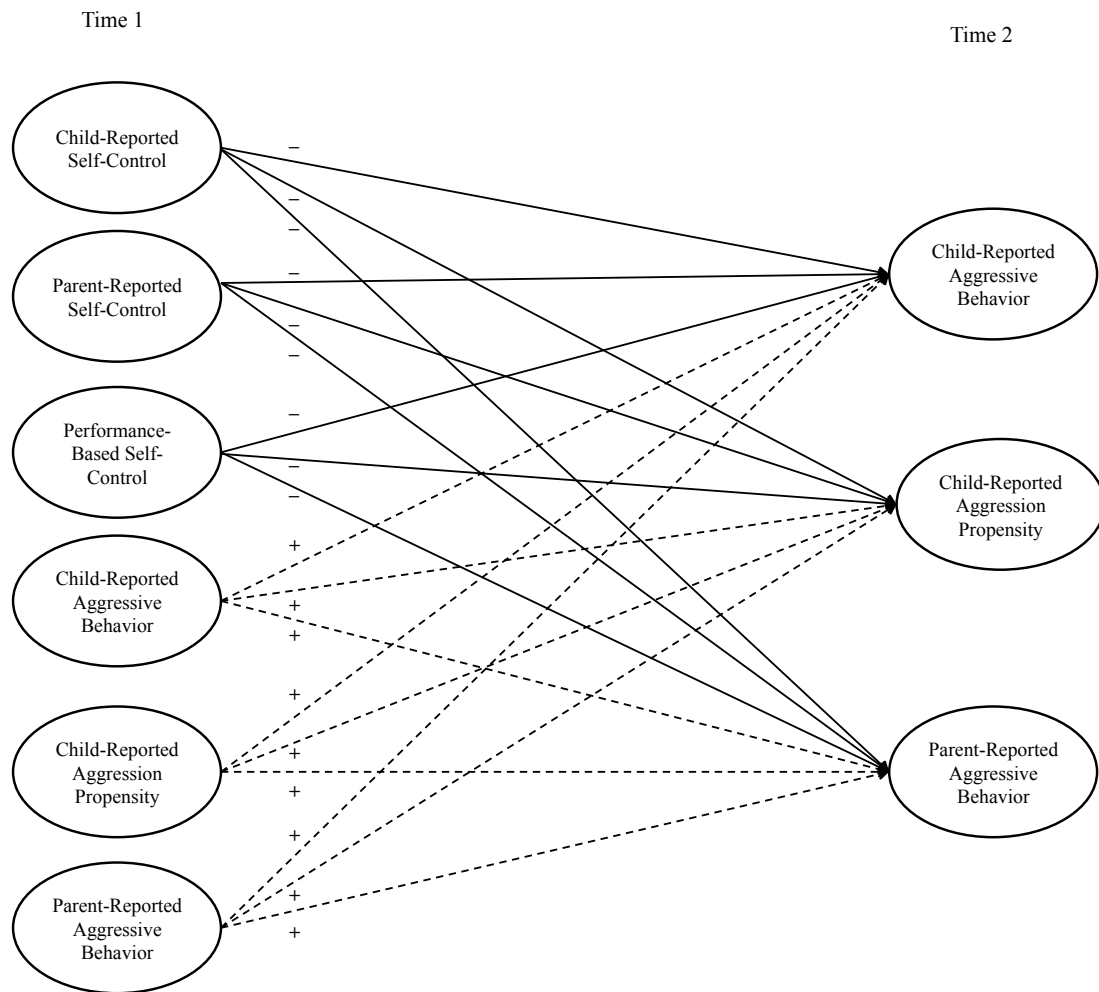 Time 1
Time 2
Child-Reported
Self-Control
−
−
−
Parent-Reported
Self-Control
−
−
−
Performance-
Based Self-
Control
−
−
−
Child-Reported
Aggressive
Behavior
+
+
+
Child-Reported
Aggression
Propensity
+
+
+
Parent-Reported
Aggressive
Behavior
+
+
+
Child-Reported
Aggressive
Behavior
Child-Reported
Aggression
Propensity
Parent-Reported
Aggressive
Behavior